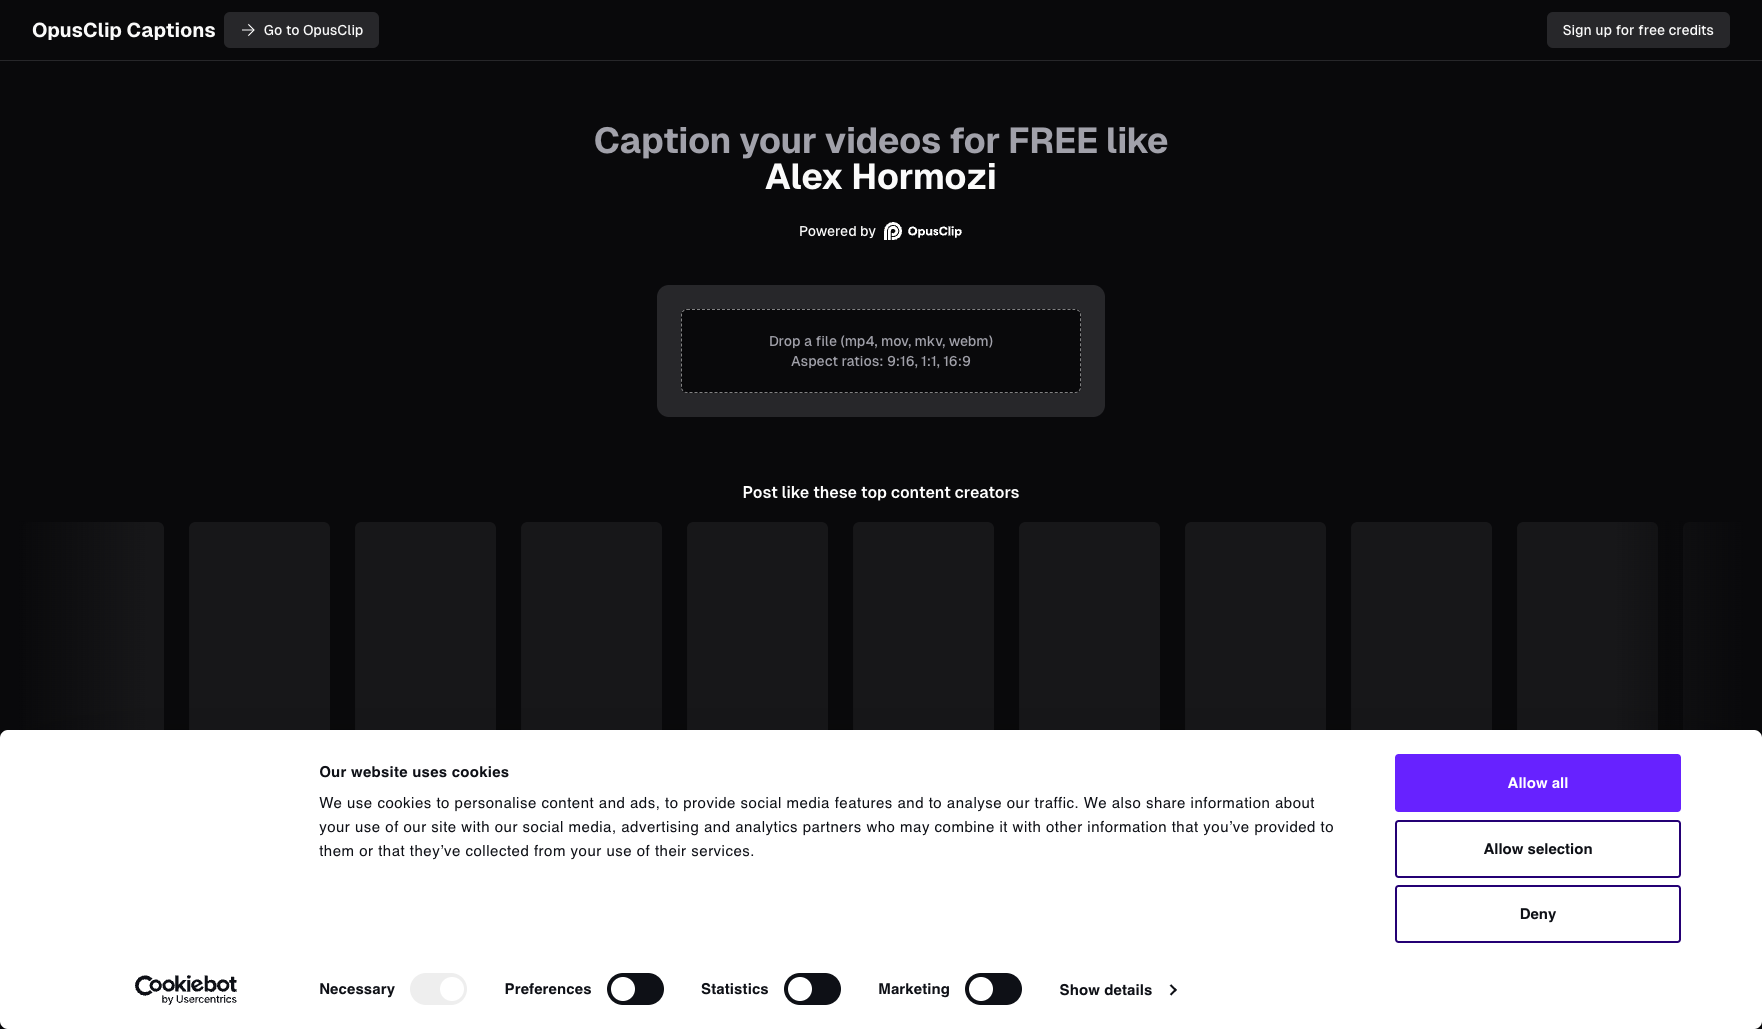 OpusClip Captions
Go to OpusClip
Sign up for free credits
Caption your videos for FREE like
Alex Hormozi
Powered by OpusClip
Drop a file (mp4, mov, mkv, webm)
Aspect ratios: 9:16, 1:1, 16:9
Post like these top content creators
Our website uses cookies
We use cookies to personalise content and ads, to provide social media features and to analyse our traffic. We also share information about
your use of our site with our social media, advertising and analytics partners who may combine it with other information that you’ve provided to
them or that they’ve collected from your use of their services.
Allow all
Allow selection
Deny
Cookiebot
by Usercentrics
Necessary
Preferences
Statistics
Marketing
Show details